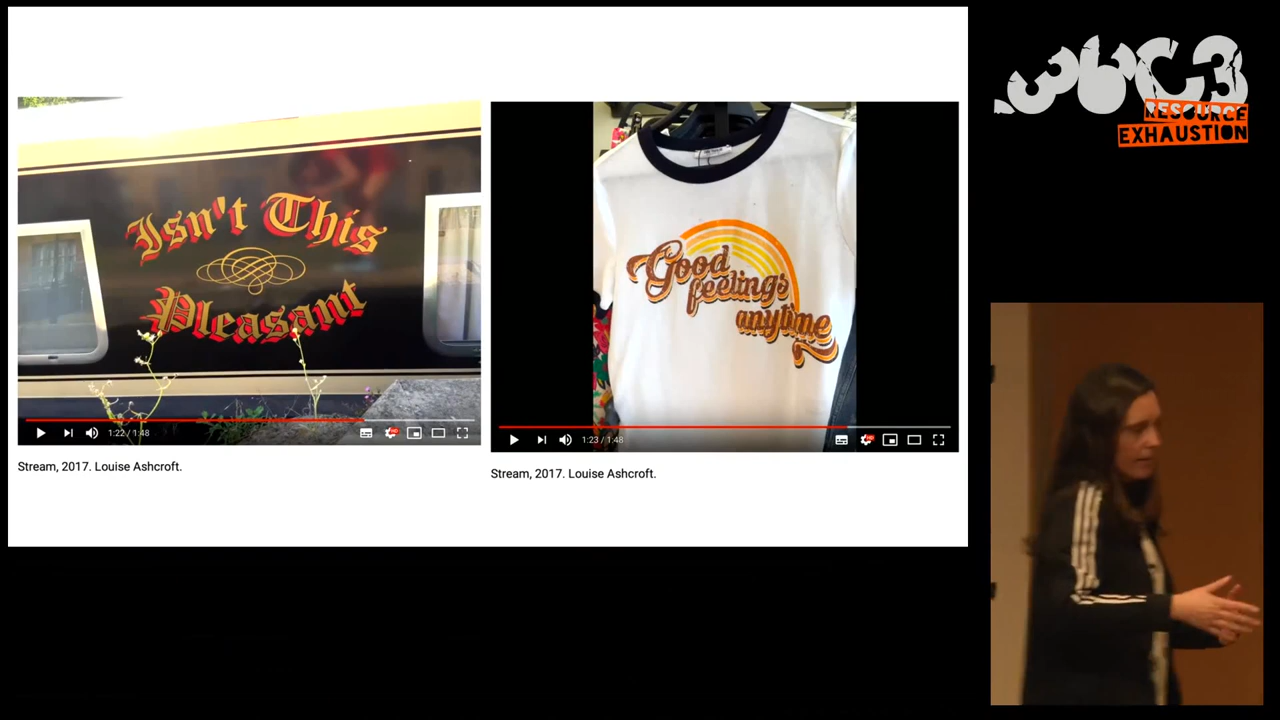 Isn't This
Pleasant
1:22 / 1:48
Stream, 2017. Louise Ashcroft.
Good
feelings
anytime
1:23 / 1:48
Stream, 2017. Louise Ashcroft.
36C3
RESOURCE
EXHAUSTION